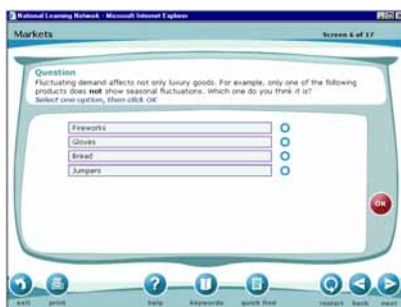 National Learning Network - Microsoft Internet Explorer
Markets
Screen 6 of 17
Question
Fluctuating demand affects not only luxury goods. For example, only one of the following
products does not show seasonal fluctuations. Which one do you think it is?
Select one option, then click OK
Fireworks
Gloves
Bread
Jumpers
OK
exit print help keywords quick find restart back next